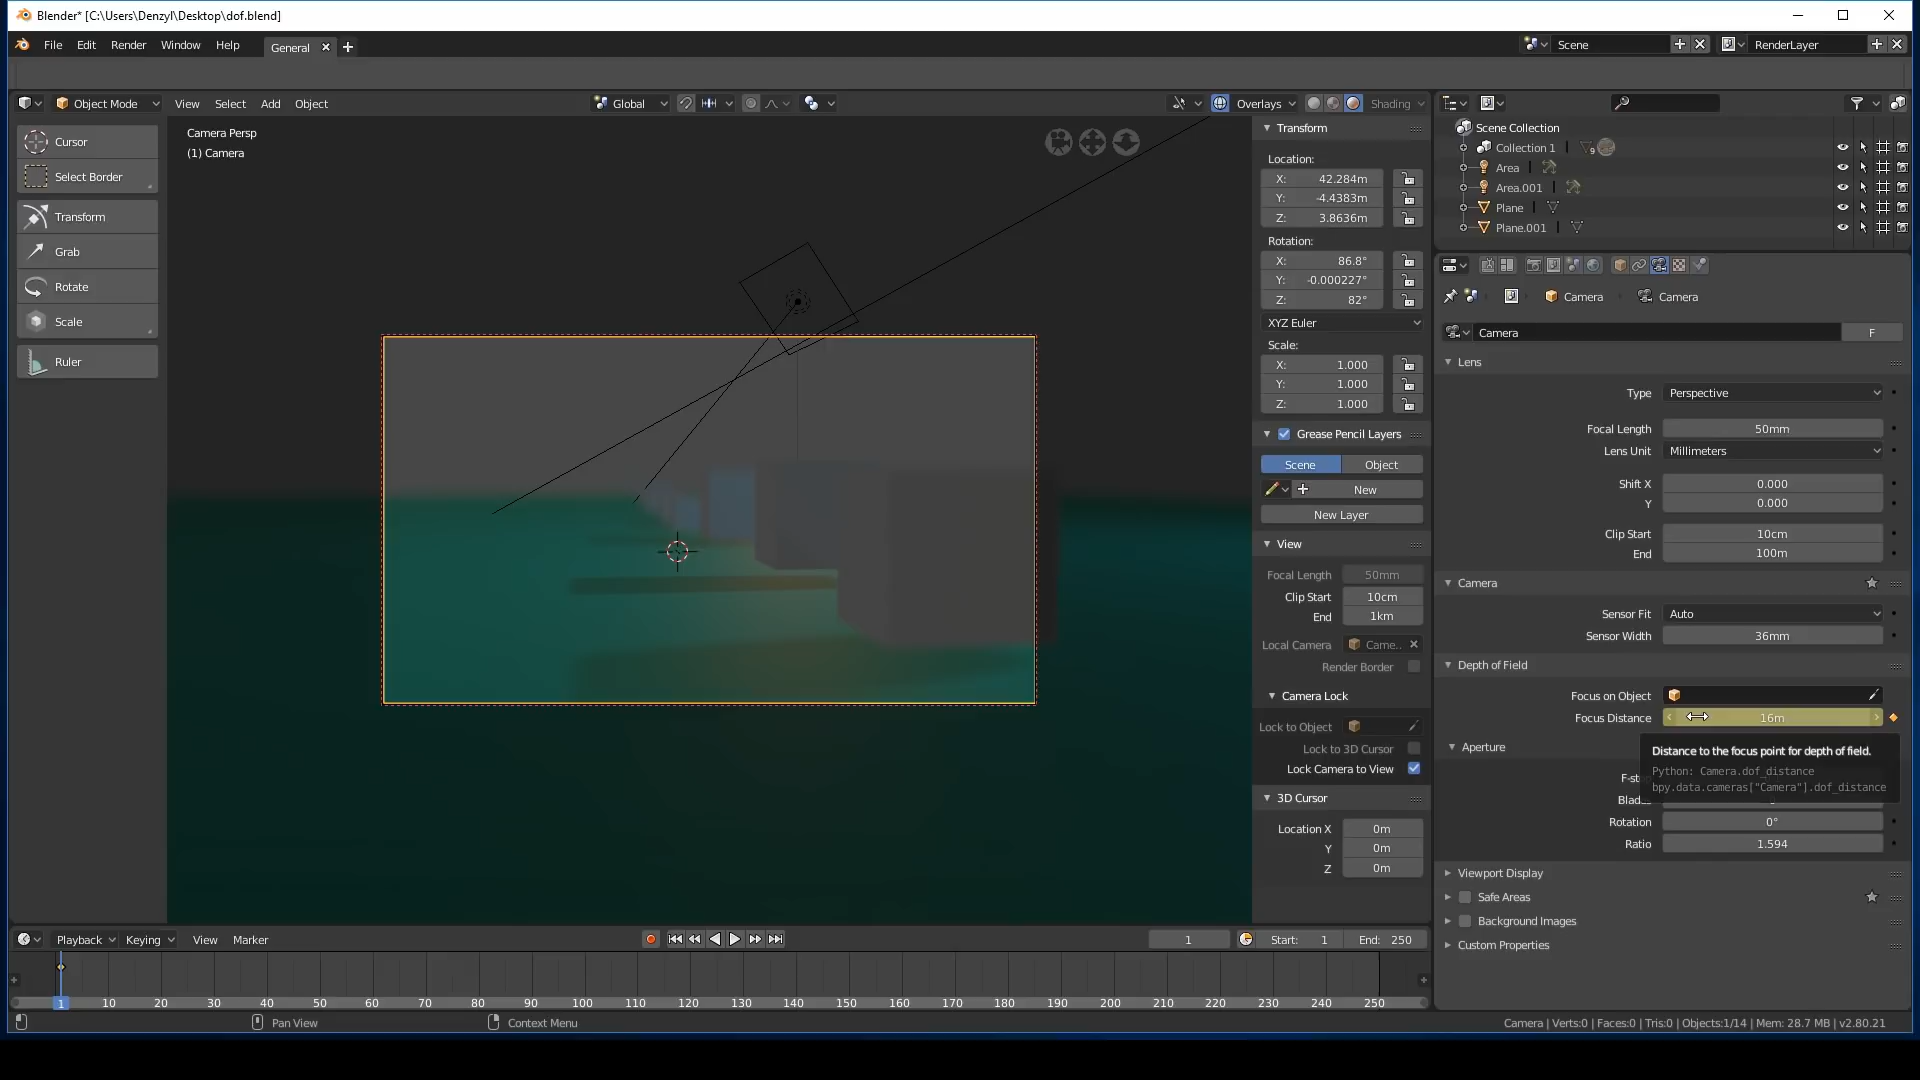 Blender* [C:\Users\Denzyl\Desktop\dof.blend]
File Edit Render Window Help General
Scene RenderLayer
Object Mode View Select Add Object Global Overlays Shading
Cursor
Select Border
Transform
Grab
Rotate
Scale
Ruler
Camera Persp
(1) Camera
Transform
Location:
X: 42.284m
Y: -4.4383m
Z: 3.8636m
Rotation:
X: 86.8°
Y: -0.000227°
Z: 82°
XYZ Euler
Scale:
X: 1.000
Y: 1.000
Z: 1.000
Grease Pencil Layers
Scene Object
New
New Layer
View
Focal Length 50mm
Clip Start 10cm
End 1km
Local Camera Came..
Render Border
Camera Lock
Lock to Object
Lock to 3D Cursor
Lock Camera to View
3D Cursor
Location X 0m
Y 0m
Z 0m
Scene Collection
Collection 1 9
Area
Area.001
Plane
Plane.001
Camera Camera
Camera F
Lens
Type Perspective
Focal Length 50mm
Lens Unit Millimeters
Shift X 0.000
Y 0.000
Clip Start 10cm
End 100m
Camera
Sensor Fit Auto
Sensor Width 36mm
Depth of Field
Focus on Object
Focus Distance 16m
Aperture
Distance to the focus point for depth of field.
Python: Camera.dof_distance
bpy.data.cameras["Camera"].dof_distance
Rotation 0°
Ratio 1.594
Viewport Display
Safe Areas
Background Images
Custom Properties
Playback Keying View Marker 1 Start: 1 End: 250
1 10 20 30 40 50 60 70 80 90 100 110 120 130 140 150 160 170 180 190 200 210 220 230 240 250
Pan View Context Menu Camera | Verts:0 | Faces:0 | Tris:0 | Objects:1/14 | Mem: 28.7 MB | v2.80.21